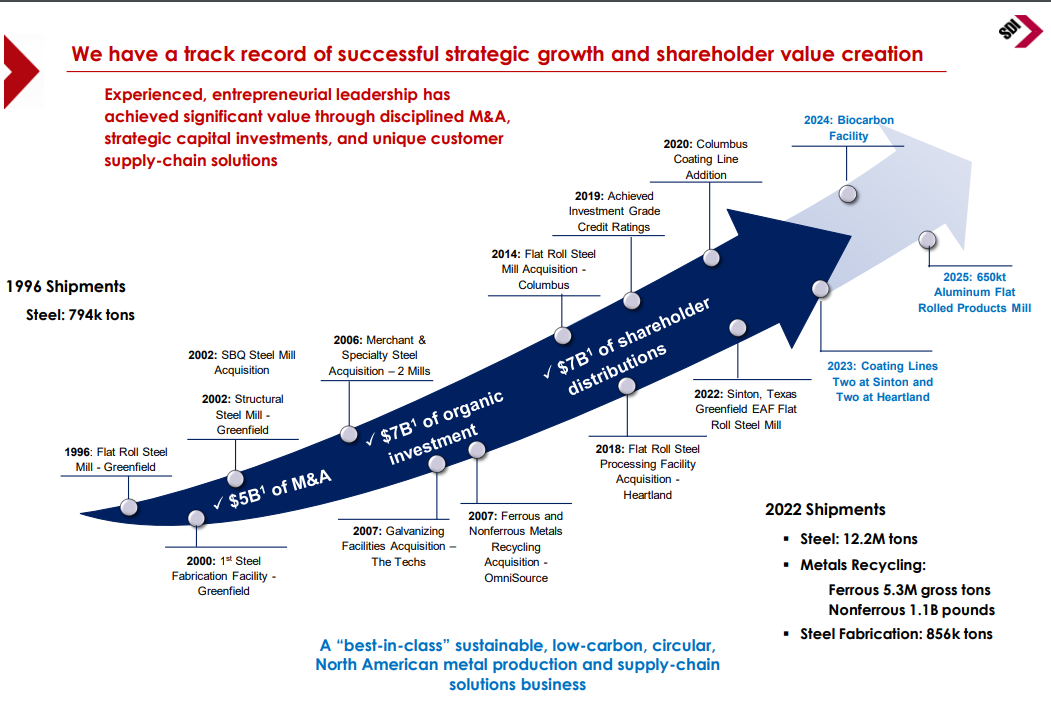 SDI
We have a track record of successful strategic growth and shareholder value creation
Experienced, entrepreneurial leadership has
achieved significant value through disciplined M&A,
strategic capital investments, and unique customer
supply-chain solutions
1996 Shipments
Steel: 794k tons
1996: Flat Roll Steel
Mill - Greenfield
2000: 1st Steel
Fabrication Facility -
Greenfield
2002: SBQ Steel Mill
Acquisition
2002: Structural
Steel Mill -
Greenfield
2006: Merchant &
Specialty Steel
Acquisition – 2 Mills
2007: Galvanizing
Facilities Acquisition –
The Techs
2007: Ferrous and
Nonferrous Metals
Recycling
Acquisition -
OmniSource
2014: Flat Roll Steel
Mill Acquisition -
Columbus
2018: Flat Roll Steel
Processing Facility
Acquisition -
Heartland
2019: Achieved
Investment Grade
Credit Ratings
2020: Columbus
Coating Line
Addition
2022: Sinton, Texas
Greenfield EAF Flat
Roll Steel Mill
2023: Coating Lines
Two at Sinton and
Two at Heartland
2024: Biocarbon
Facility
2025: 650kt
Aluminum Flat
Rolled Products Mill
✓ $5B¹ of M&A
✓ $7B¹ of organic
investment
✓ $7B¹ of shareholder
distributions
2022 Shipments
▪ Steel: 12.2M tons
▪ Metals Recycling:
Ferrous 5.3M gross tons
Nonferrous 1.1B pounds
▪ Steel Fabrication: 856k tons
A “best-in-class” sustainable, low-carbon, circular,
North American metal production and supply-chain
solutions business